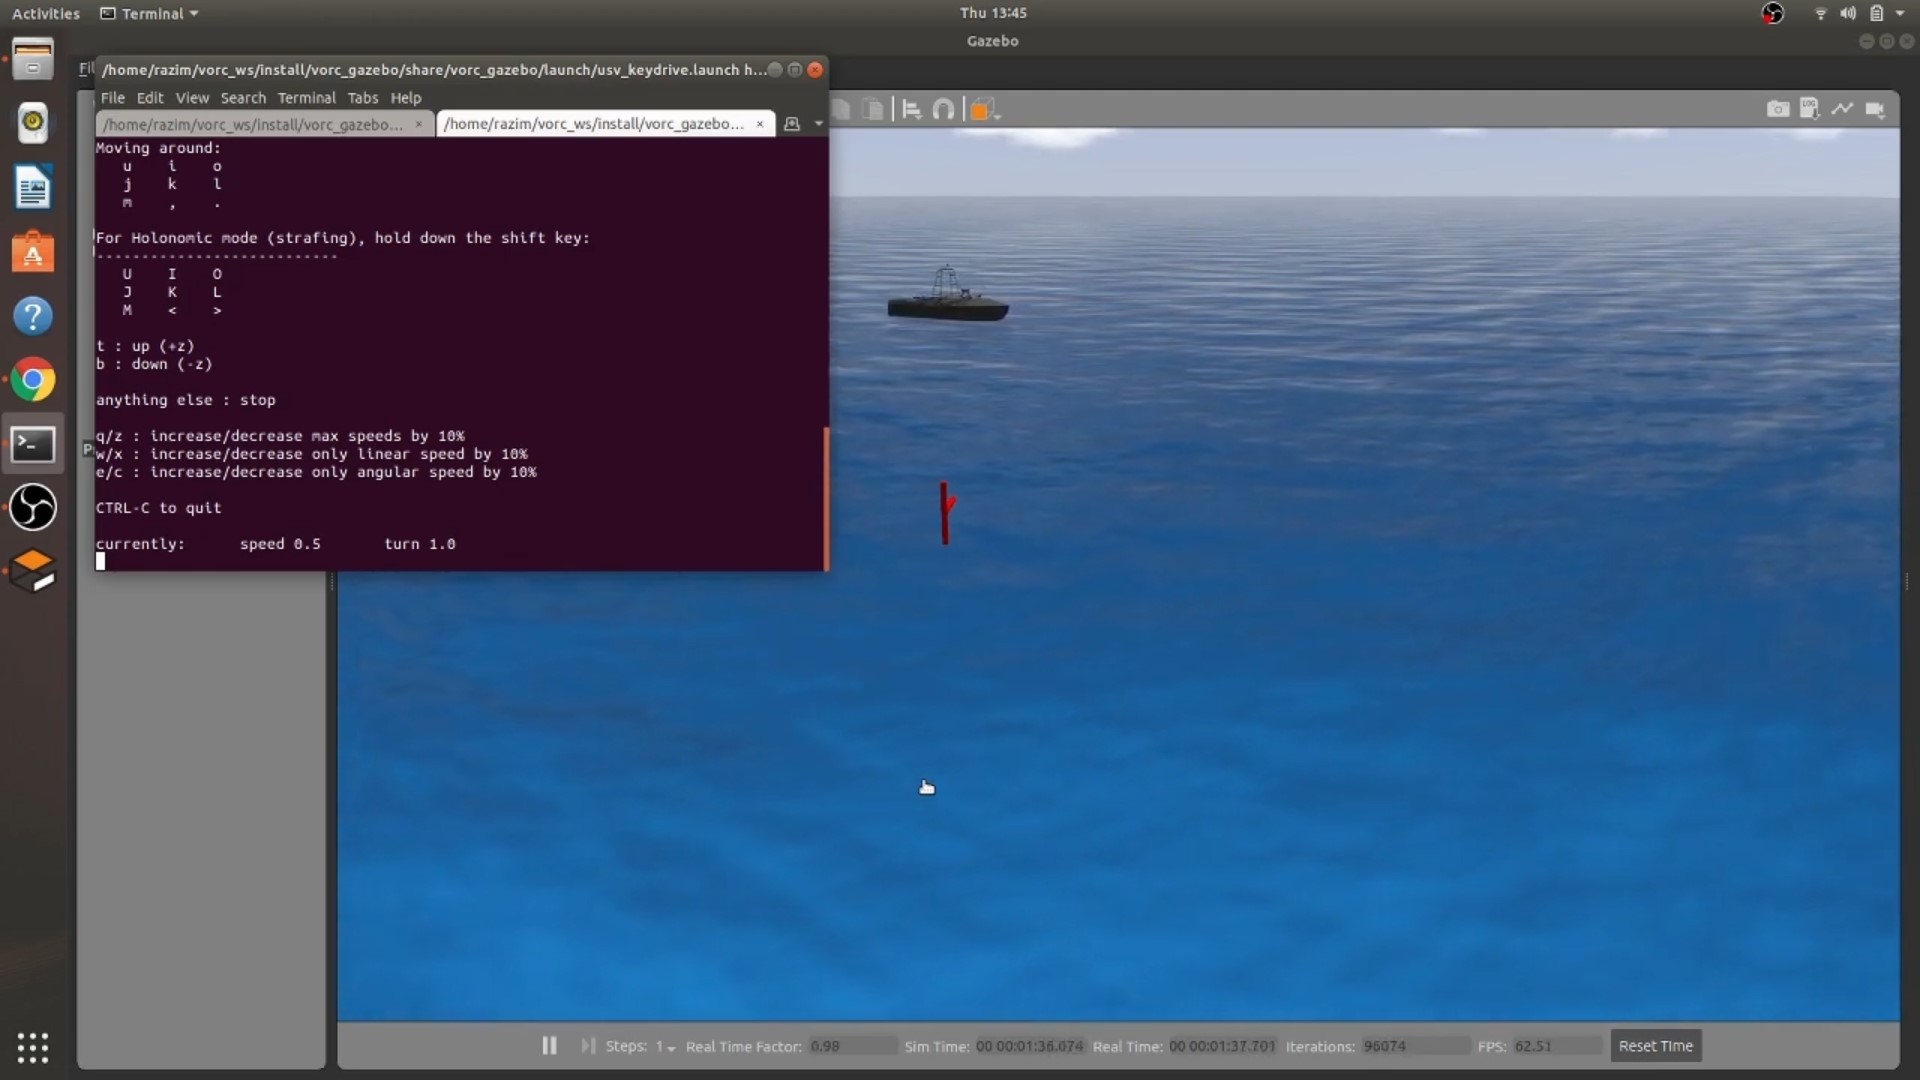 Activities Terminal Thu 13:45
Gazebo
/home/razim/vorc_ws/install/vorc_gazebo/share/vorc_gazebo/launch/usv_keydrive.launch h...
File Edit View Search Terminal Tabs Help
/home/razim/vorc_ws/install/vorc_gazebo... × /home/razim/vorc_ws/install/vorc_gazebo... ×
LOG
Moving around:
u i o
j k l
m , .
For Holonomic mode (strafing), hold down the shift key:
---------------------------
U I O
J K L
M < >
t : up (+z)
b : down (-z)
anything else : stop
q/z : increase/decrease max speeds by 10%
w/x : increase/decrease only linear speed by 10%
e/c : increase/decrease only angular speed by 10%
CTRL-C to quit
currently: speed 0.5 turn 1.0
Steps: 1 Real Time Factor: 0.98 Sim Time: 00 00:01:36.074 Real Time: 00 00:01:37.701 Iterations: 96074 FPS: 62.51 Reset Time